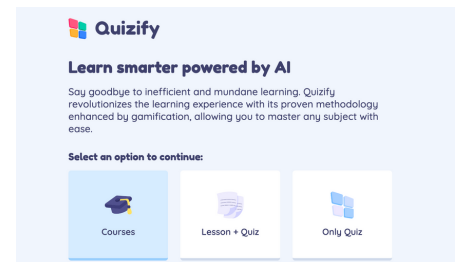 Quizify
Learn smarter powered by AI
Say goodbye to inefficient and mundane learning. Quizify
revolutionizes the learning experience with its proven methodology
enhanced by gamification, allowing you to master any subject with
ease.
Select an option to continue:
Courses
Lesson + Quiz
Only Quiz